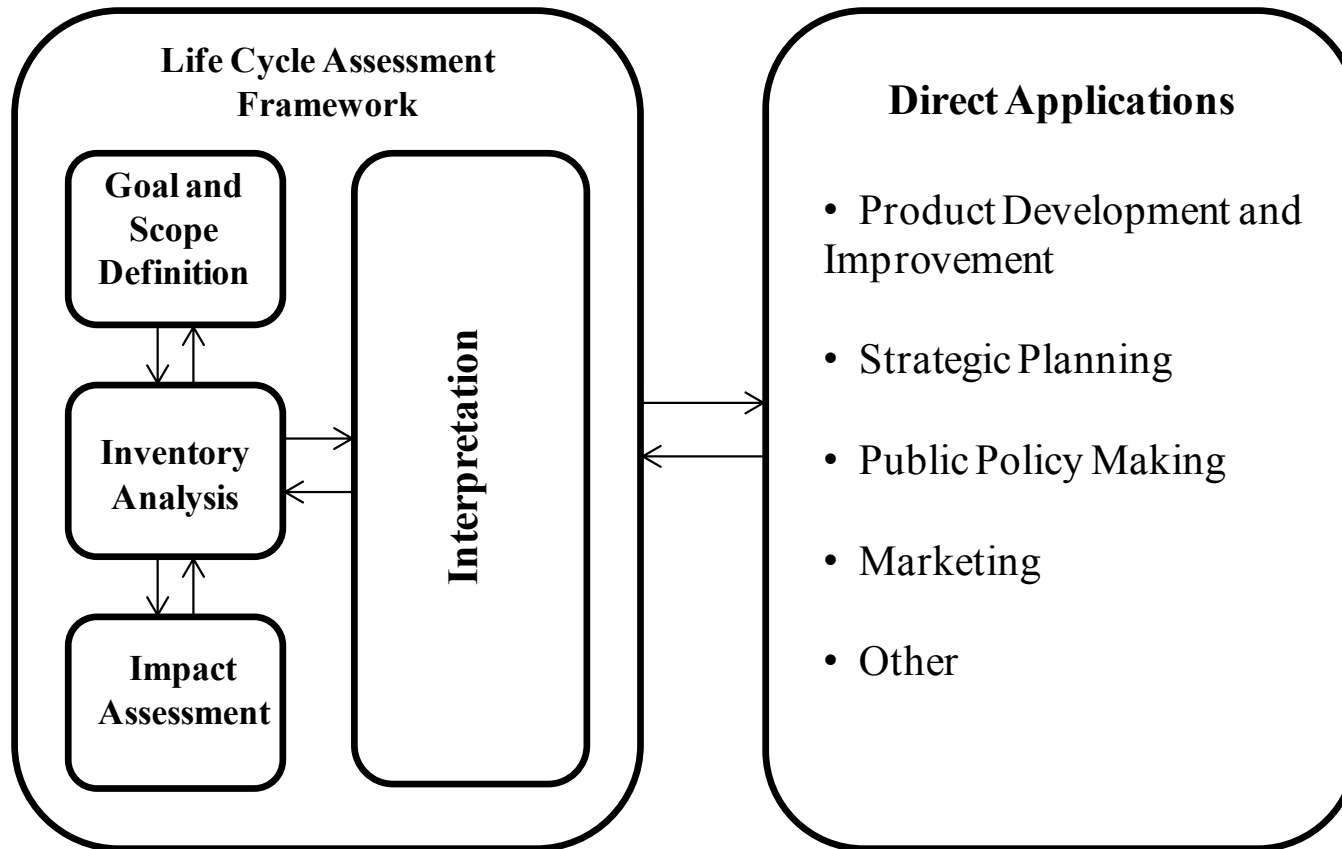 Life Cycle Assessment
Framework
Goal and
Scope
Definition
Inventory
Analysis
Impact
Assessment
Interpretation
Direct Applications
• Product Development and
Improvement
• Strategic Planning
• Public Policy Making
• Marketing
• Other